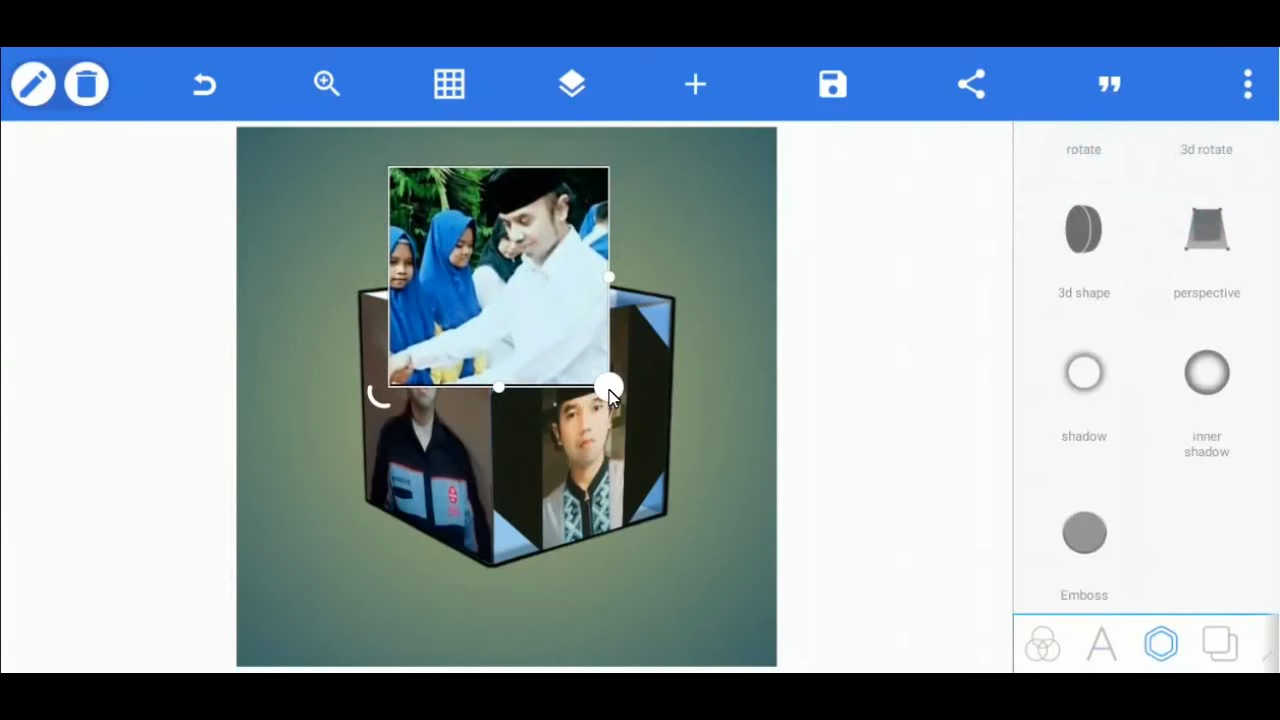 rotate
3d rotate
3d shape
perspective
shadow
inner
shadow
Emboss